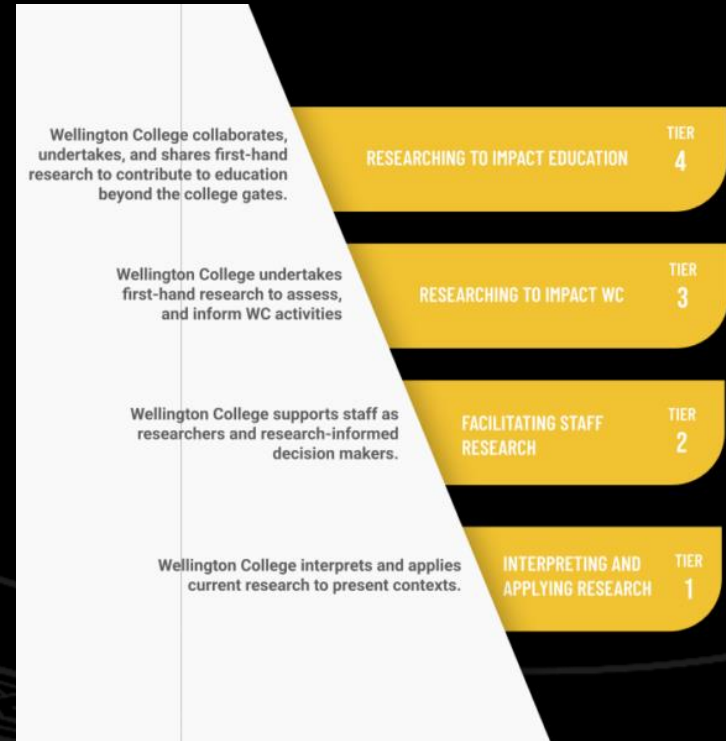 Wellington College collaborates,
undertakes, and shares first-hand
research to contribute to education
beyond the college gates.
RESEARCHING TO IMPACT EDUCATION
TIER
4
Wellington College undertakes
first-hand research to assess,
and inform WC activities
RESEARCHING TO IMPACT WC
TIER
3
Wellington College supports staff as
researchers and research-informed
decision makers.
FACILITATING STAFF
RESEARCH
TIER
2
Wellington College interprets and applies
current research to present contexts.
INTERPRETING AND
APPLYING RESEARCH
TIER
1